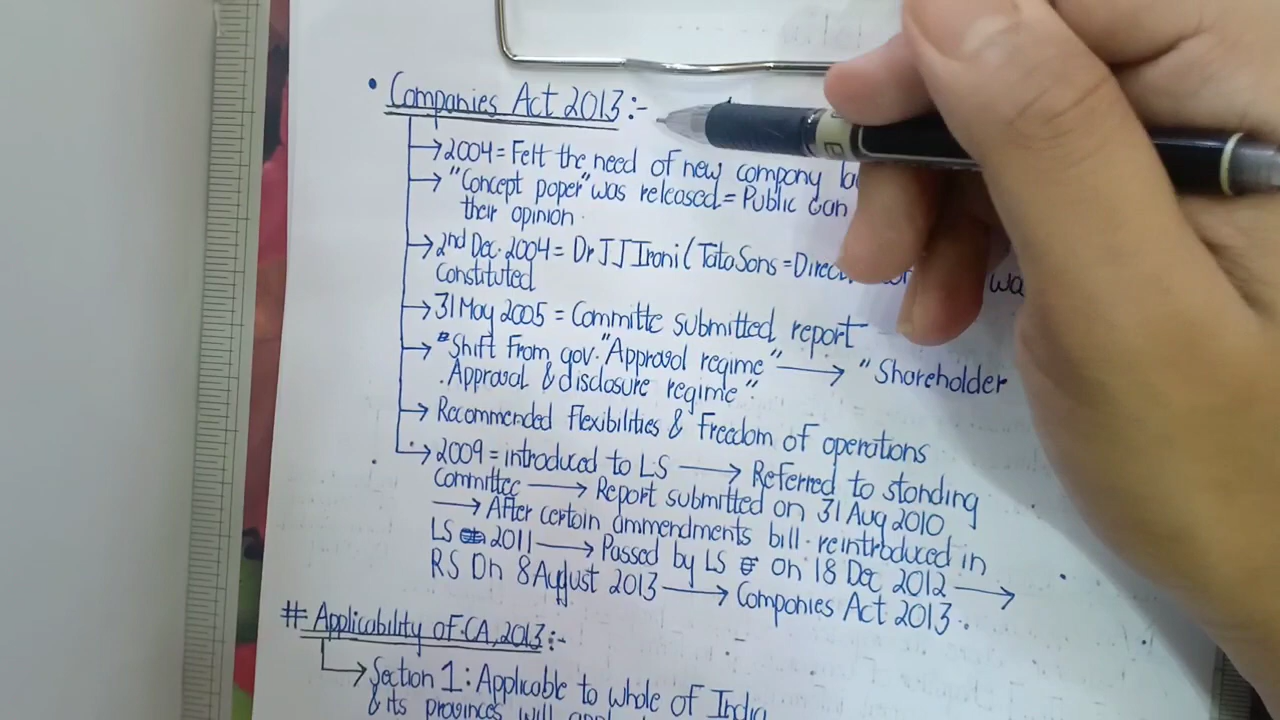 • Companies Act 2013:-
→ 2004 = Felt the need of new company
→ "Concept paper" was released = Public can
their opinion.
→ 2nd Dec. 2004 = Dr JJ Irani (Tata Sons =
constituted
→ 31 May 2005 = Committe submitted report
→ "Shift from gov. "Approval regime" → "Shareholder
Approval & disclosure regime".
→ Recommended flexibilities & freedom of operations
→ 2009 = introduced to LS → Referred to standing
committee → Report submitted on 31 Aug 2010
→ After certain ammendments bill reintroduced in
LS 2011 → Passed by LS on 18 Dec 2012 →
RS On 8 August 2013 → Companies Act 2013.
# Applicability of CA, 2013:-
→ Section 1: Applicable to whole of India
& its provinces will